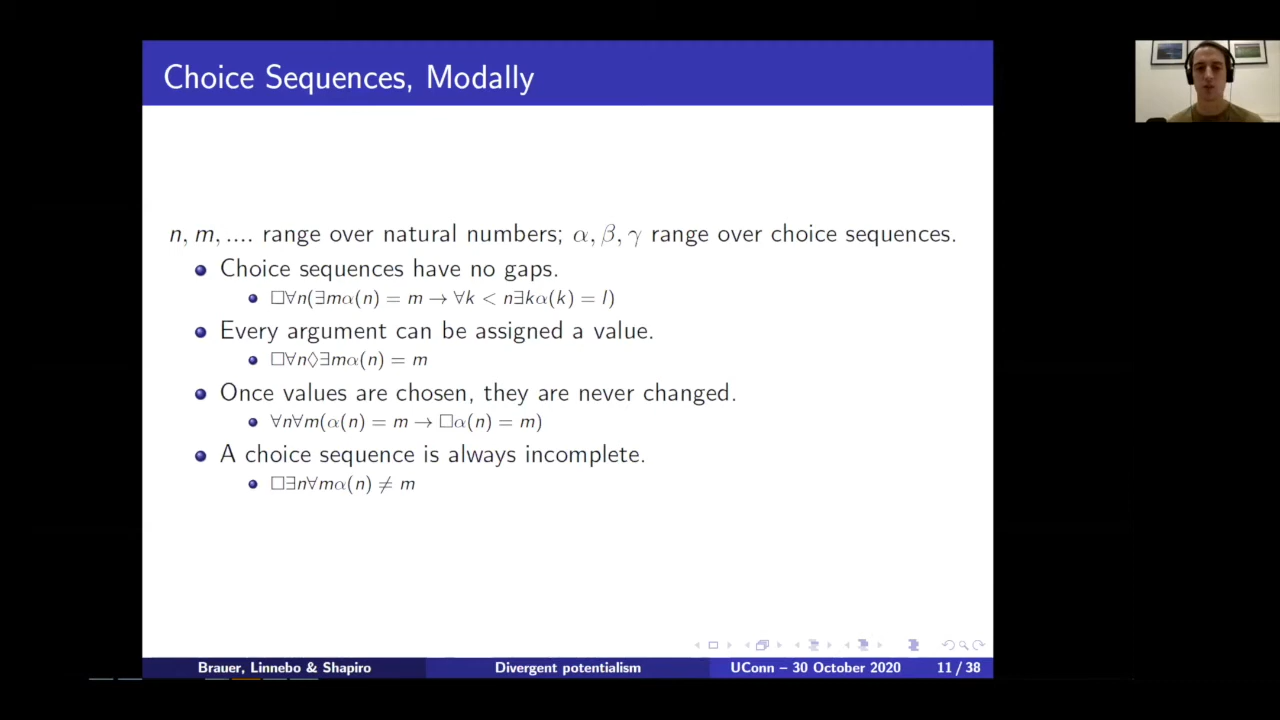 Choice Sequences, Modally
n, m, .... range over natural numbers; α, β, γ range over choice sequences.
Choice sequences have no gaps.
□∀n(∃mα(n) = m → ∀k < n∃kα(k) = l)
Every argument can be assigned a value.
□∀n◊∃mα(n) = m
Once values are chosen, they are never changed.
∀n∀m(α(n) = m → □α(n) = m)
A choice sequence is always incomplete.
□∃n∀mα(n) ≠ m
Brauer, Linnebo & Shapiro Divergent potentialism UConn – 30 October 2020 11 / 38